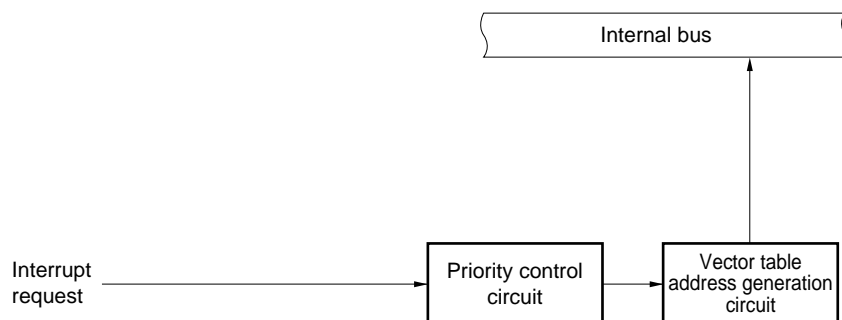 Internal bus
Interrupt
request
Priority control
circuit
Vector table
address generation
circuit